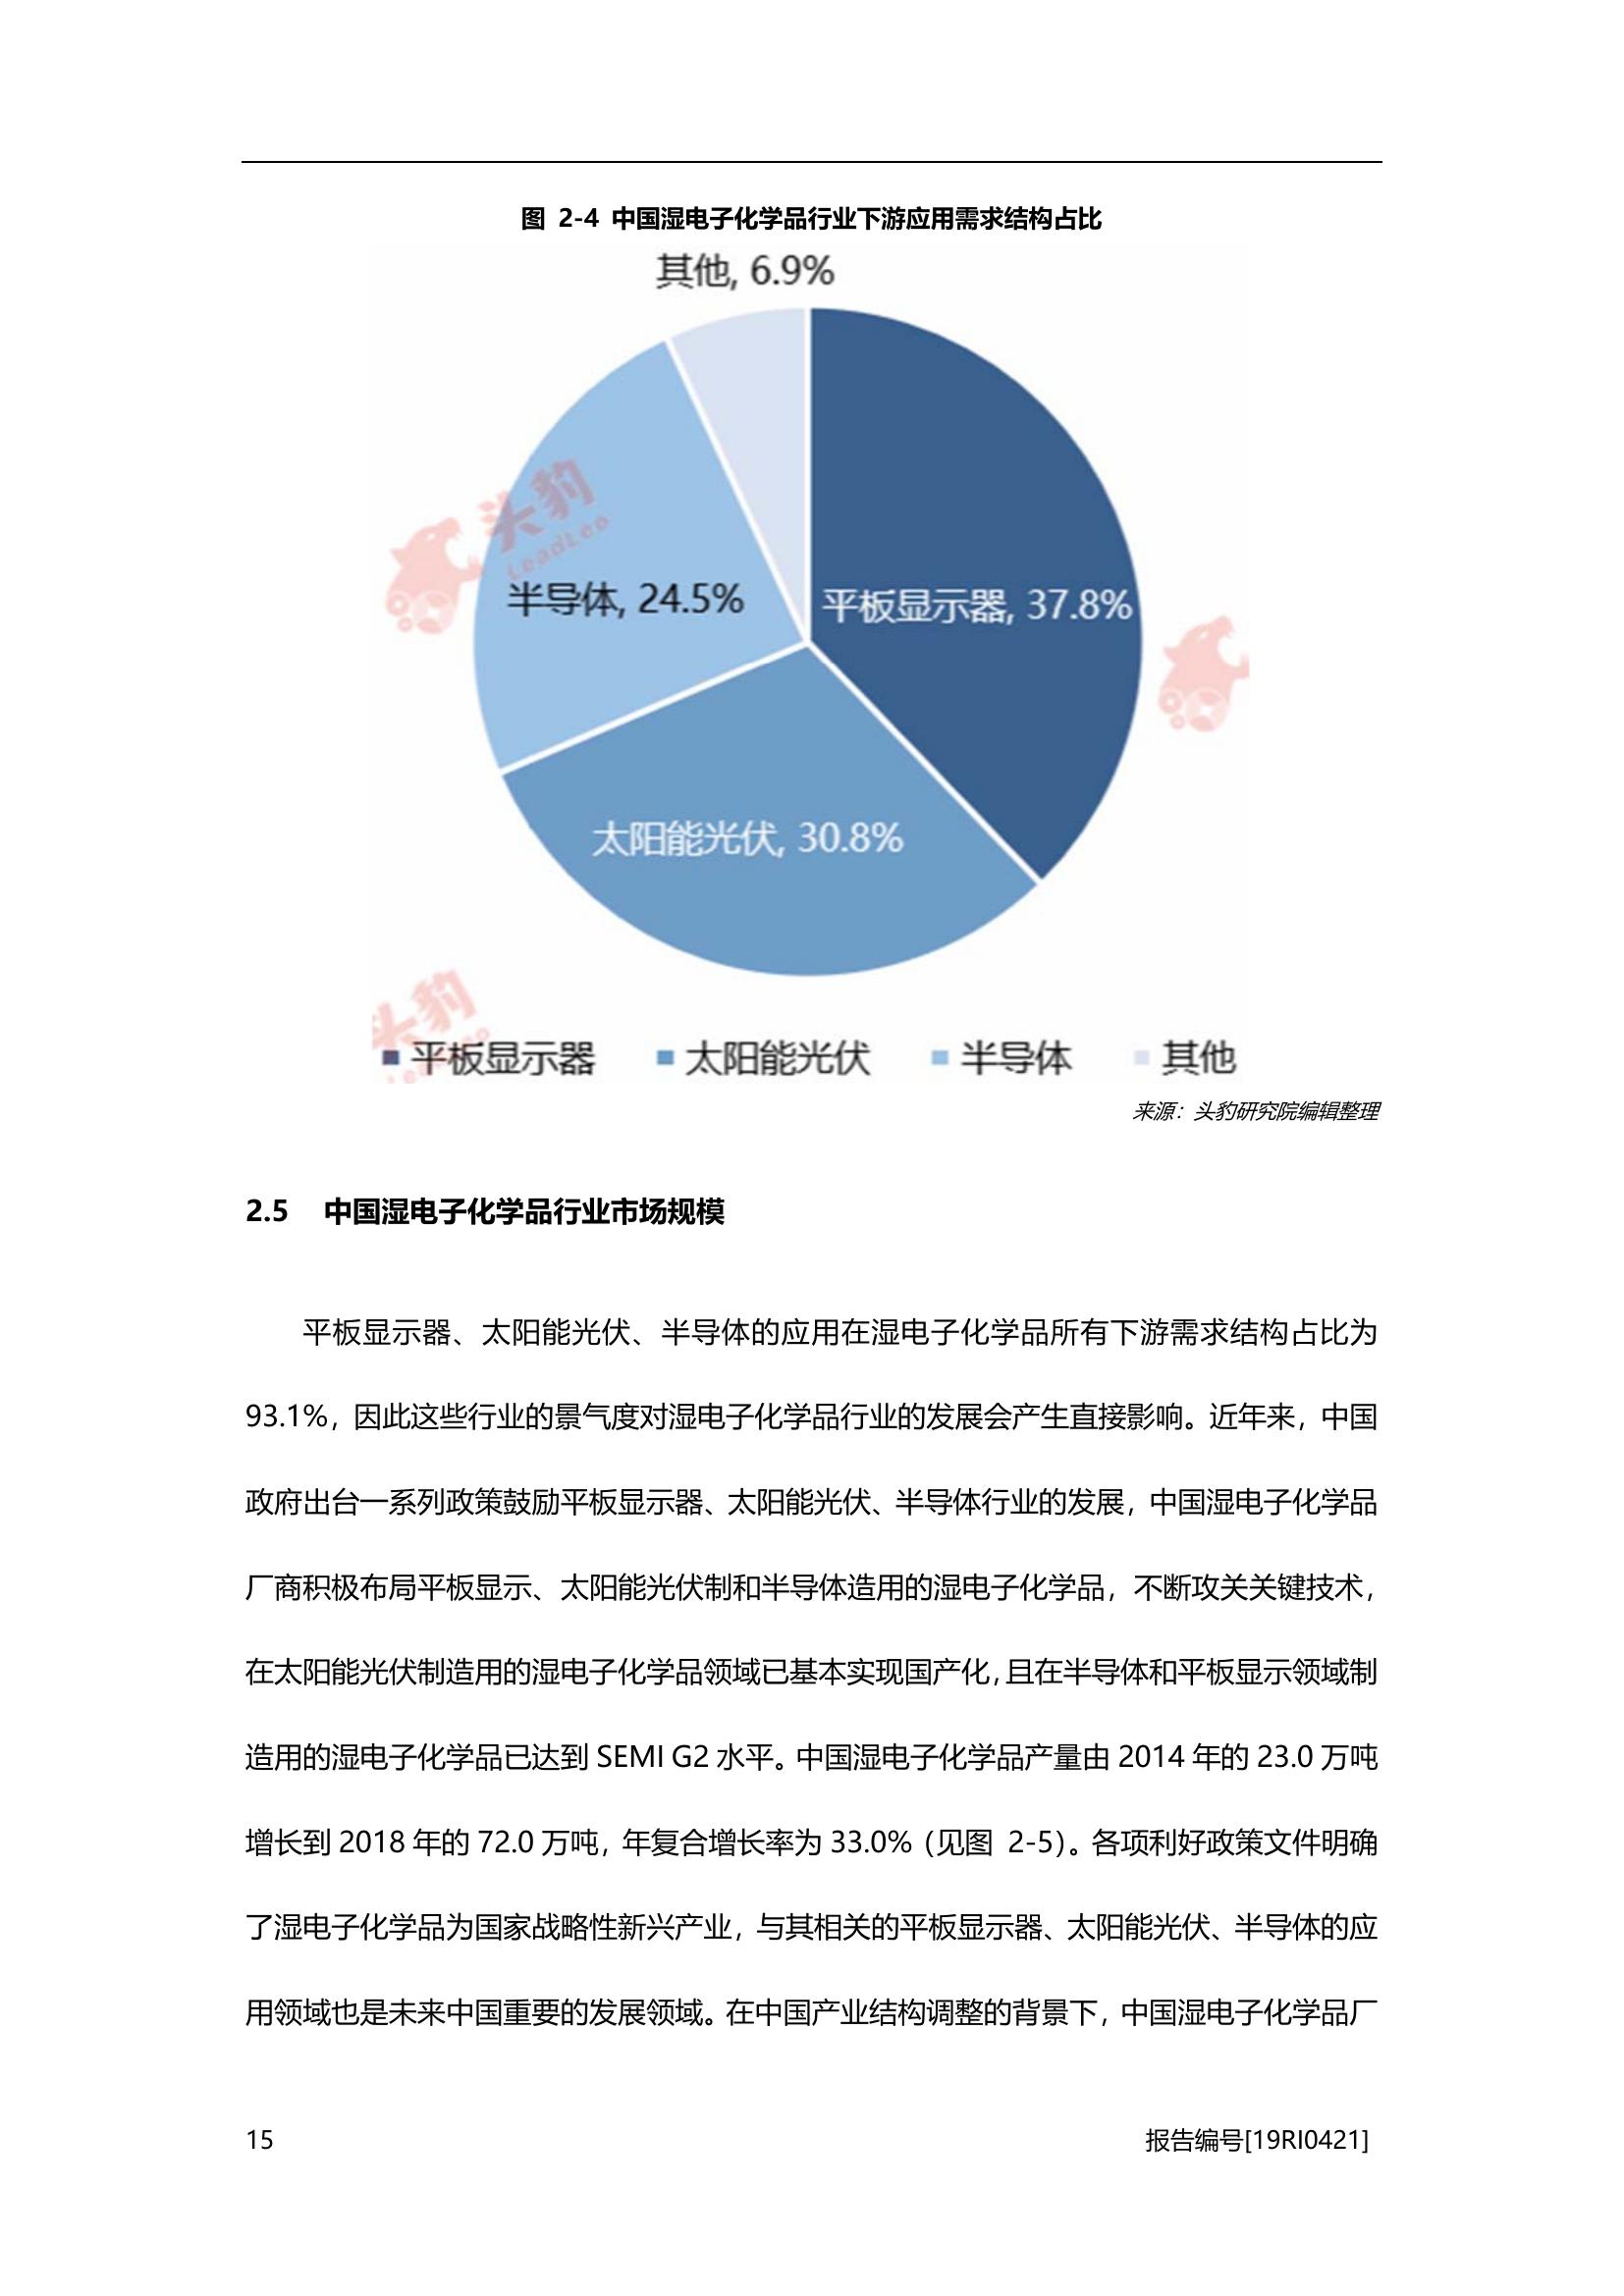 图 2-4 中国湿电子化学品行业下游应用需求结构占比
其他, 6.9%
头豹
LeadLeo
半导体, 24.5%
平板显示器, 37.8%
太阳能光伏, 30.8%
头豹
平板显示器 太阳能光伏 半导体 其他
来源：头豹研究院编辑整理
2.5 中国湿电子化学品行业市场规模
平板显示器、太阳能光伏、半导体的应用在湿电子化学品所有下游需求结构占比为
93.1%，因此这些行业的景气度对湿电子化学品行业的发展会产生直接影响。近年来，中国
政府出台一系列政策鼓励平板显示器、太阳能光伏、半导体行业的发展，中国湿电子化学品
厂商积极布局平板显示、太阳能光伏制和半导体造用的湿电子化学品，不断攻关关键技术，
在太阳能光伏制造用的湿电子化学品领域已基本实现国产化，且在半导体和平板显示领域制
造用的湿电子化学品已达到 SEMI G2 水平。中国湿电子化学品产量由 2014 年的 23.0 万吨
增长到 2018 年的 72.0 万吨，年复合增长率为 33.0%（见图 2-5）。各项利好政策文件明确
了湿电子化学品为国家战略性新兴产业，与其相关的平板显示器、太阳能光伏、半导体的应
用领域也是未来中国重要的发展领域。在中国产业结构调整的背景下，中国湿电子化学品厂
15 报告编号[19RI0421]